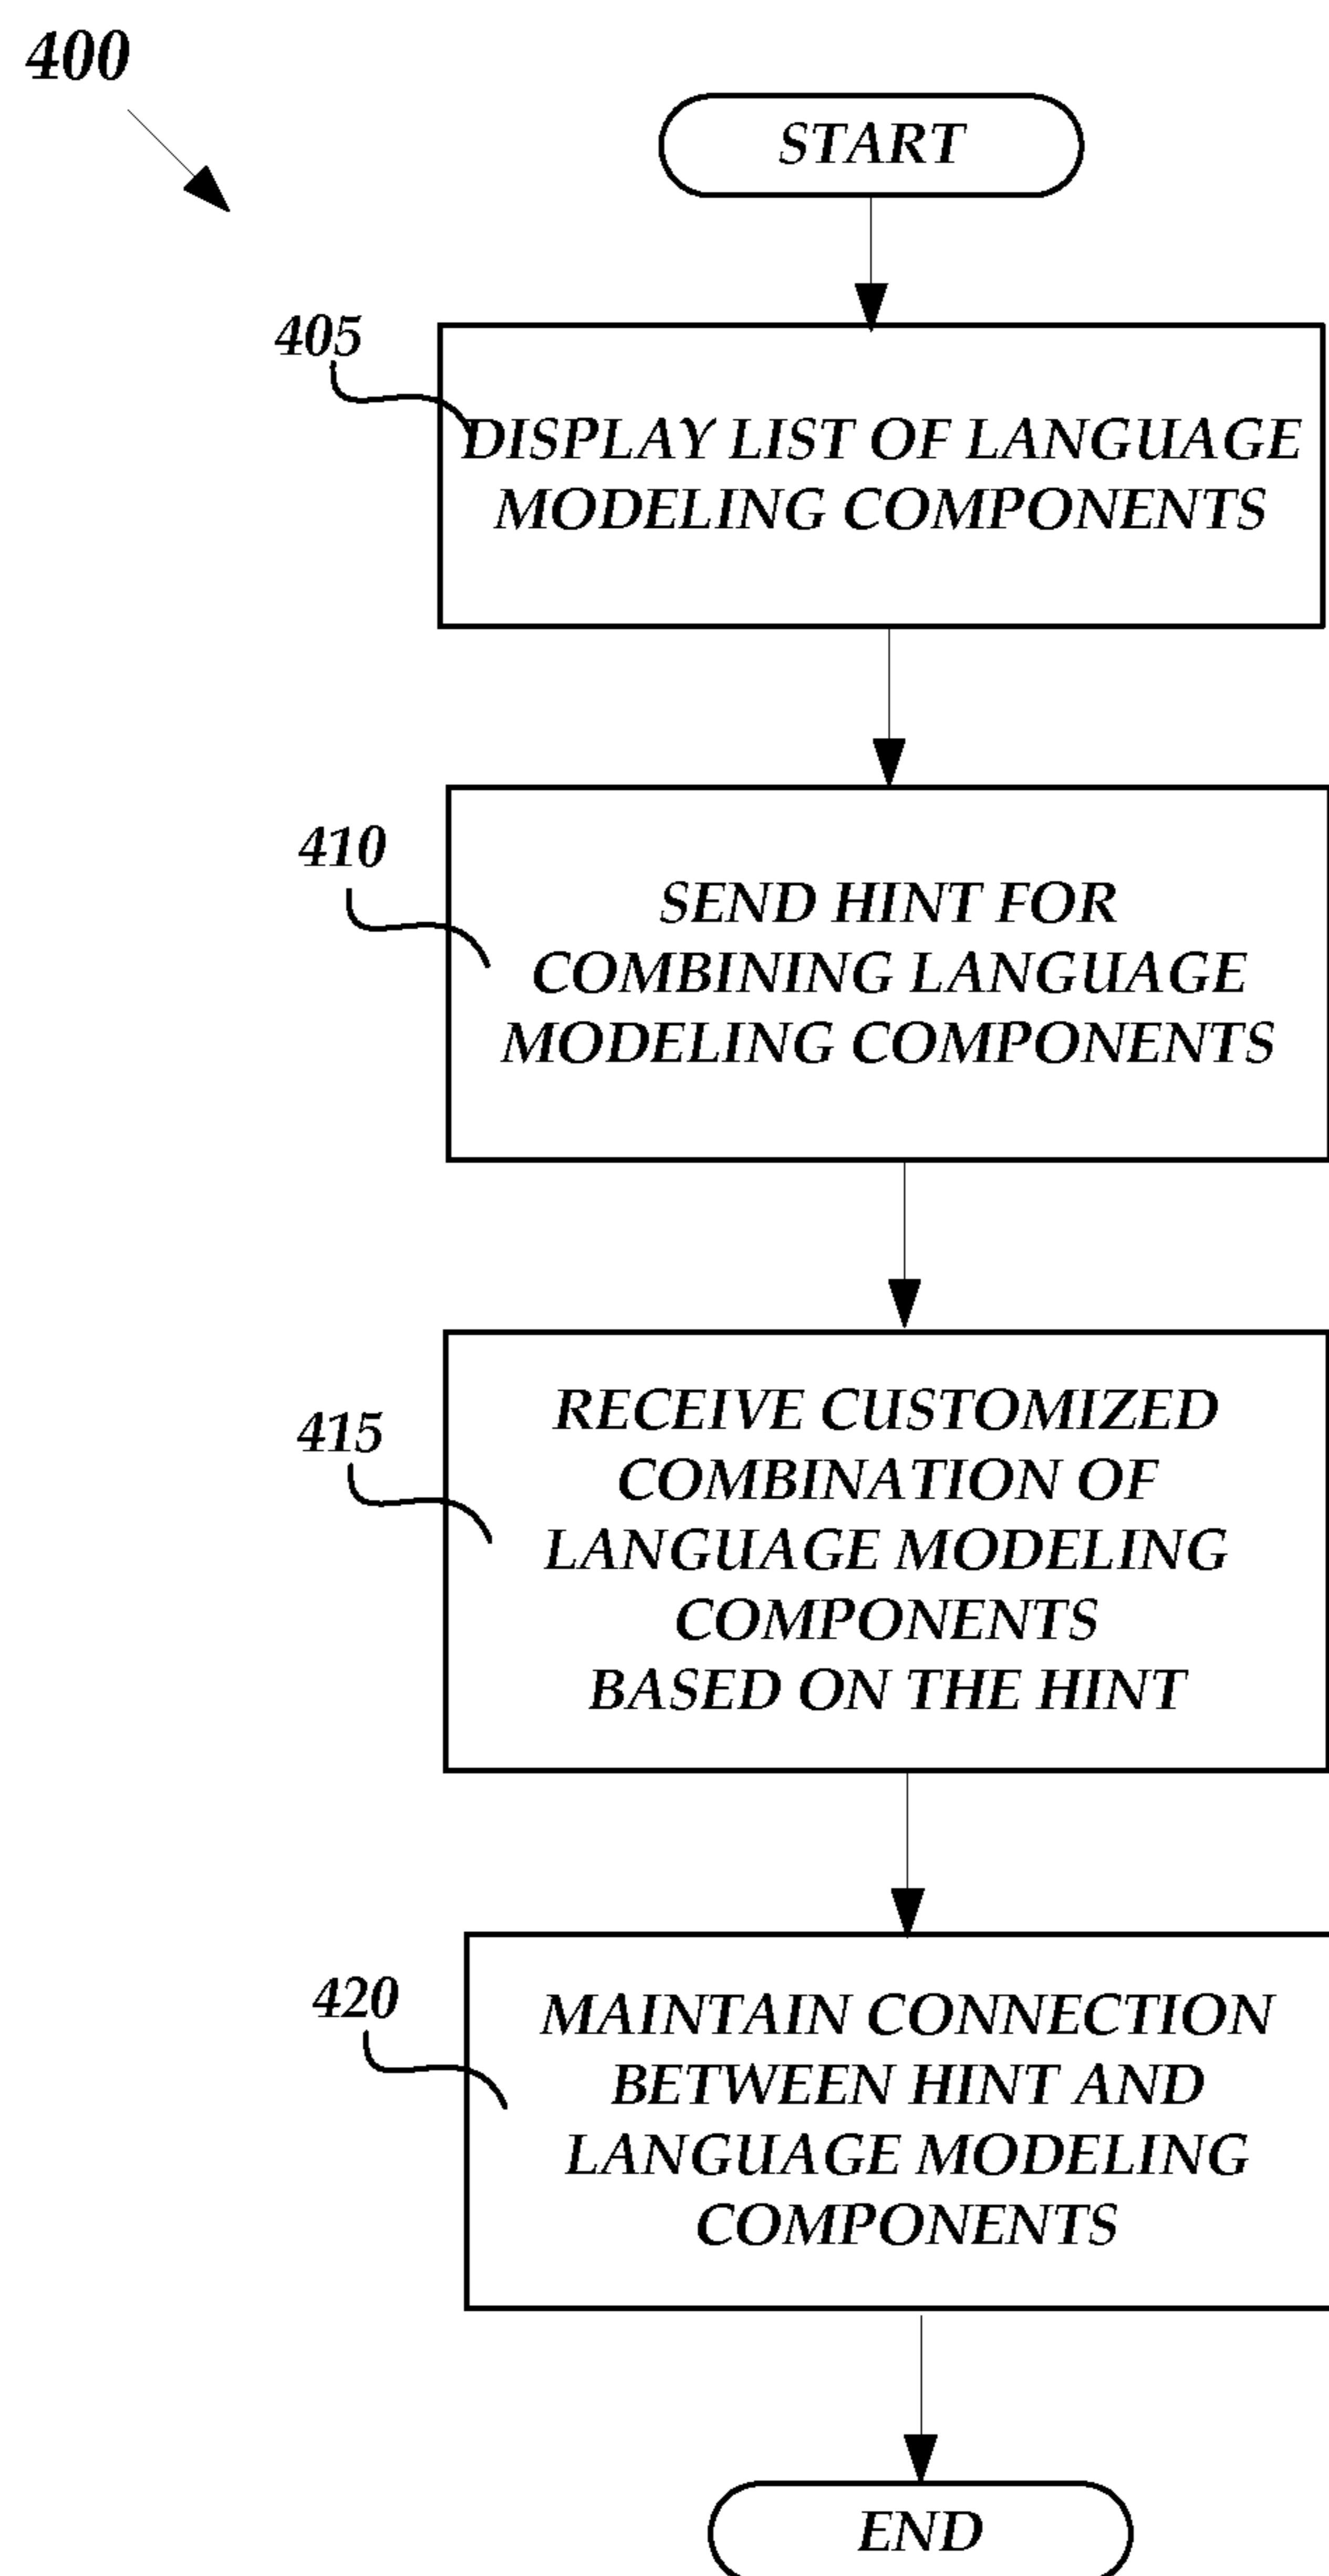 400
START
405
DISPLAY LIST OF LANGUAGE
MODELING COMPONENTS
410
SEND HINT FOR
COMBINING LANGUAGE
MODELING COMPONENTS
415
RECEIVE CUSTOMIZED
COMBINATION OF
LANGUAGE MODELING
COMPONENTS
BASED ON THE HINT
420
MAINTAIN CONNECTION
BETWEEN HINT AND
LANGUAGE MODELING
COMPONENTS
END